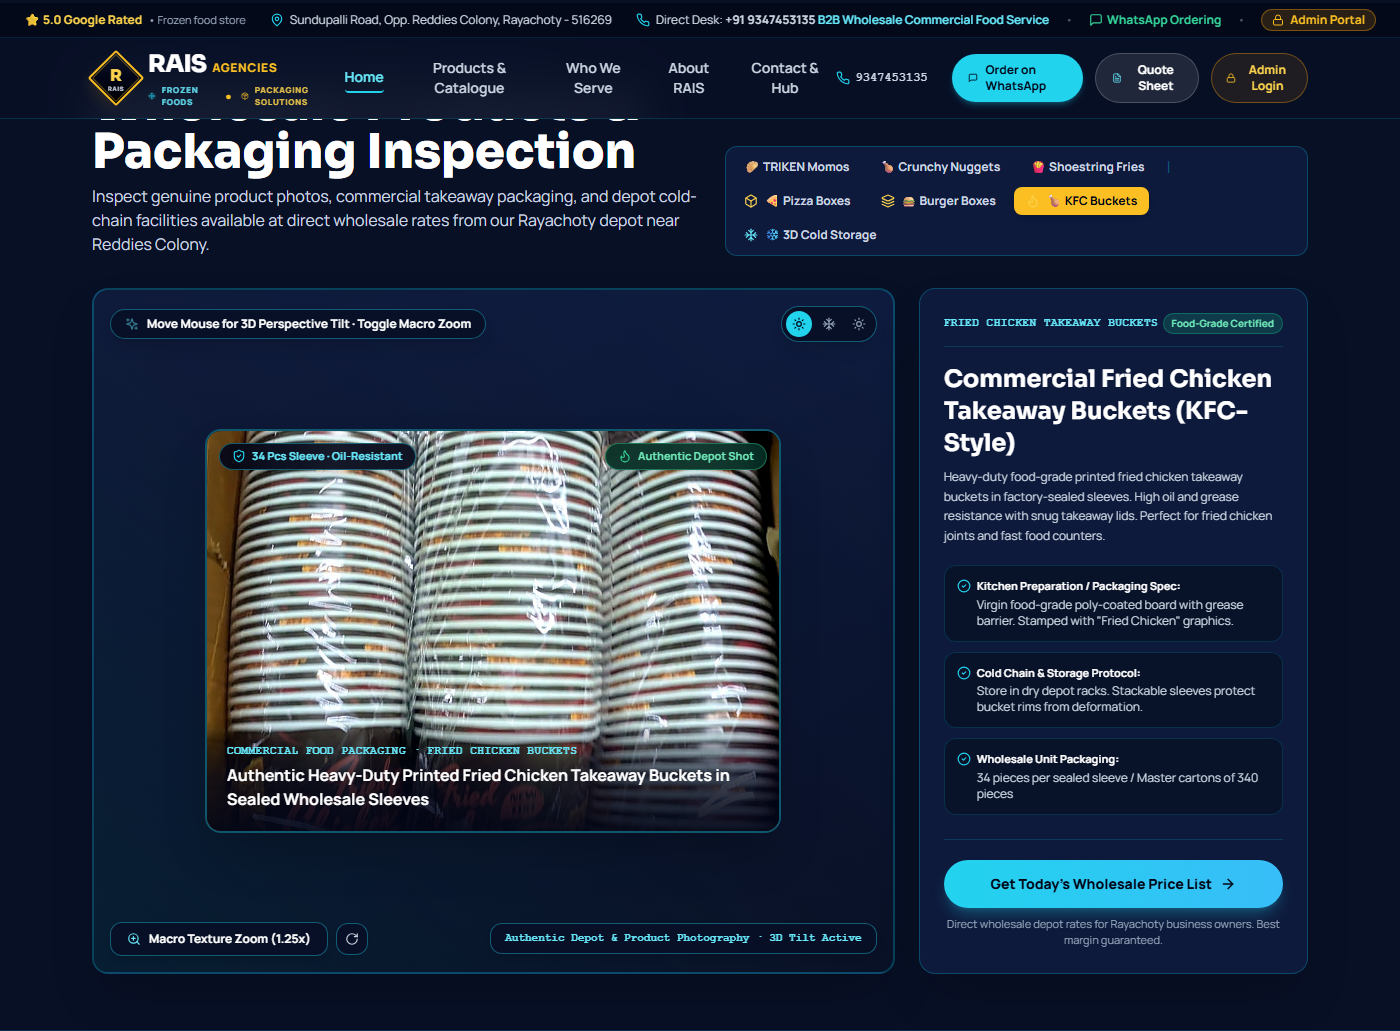 5.0 Google Rated • Frozen food store
Sundupalli Road, Opp. Reddies Colony, Rayachoty - 516269
Direct Desk: +91 9347453135 B2B Wholesale Commercial Food Service
WhatsApp Ordering
Admin Portal
R
RAIS
RAIS AGENCIES
FROZEN FOODS
PACKAGING SOLUTIONS
Home
Products & Catalogue
Who We Serve
About RAIS
Contact & Hub
9347453135
Order on WhatsApp
Quote Sheet
Admin Login
Wholesale Products &
Packaging Inspection
Inspect genuine product photos, commercial takeaway packaging, and depot cold-
chain facilities available at direct wholesale rates from our Rayachoty depot near
Reddies Colony.
TRIKEN Momos
Crunchy Nuggets
Shoestring Fries
Pizza Boxes
Burger Boxes
KFC Buckets
3D Cold Storage
Move Mouse for 3D Perspective Tilt · Toggle Macro Zoom
34 Pcs Sleeve · Oil-Resistant
Authentic Depot Shot
COMMERCIAL FOOD PACKAGING · FRIED CHICKEN BUCKETS
Authentic Heavy-Duty Printed Fried Chicken Takeaway Buckets in
Sealed Wholesale Sleeves
Macro Texture Zoom (1.25x)
Authentic Depot & Product Photography · 3D Tilt Active
FRIED CHICKEN TAKEAWAY BUCKETS
Food-Grade Certified
Commercial Fried Chicken
Takeaway Buckets (KFC-
Style)
Heavy-duty food-grade printed fried chicken takeaway
buckets in factory-sealed sleeves. High oil and grease
resistance with snug takeaway lids. Perfect for fried chicken
joints and fast food counters.
Kitchen Preparation / Packaging Spec:
Virgin food-grade poly-coated board with grease
barrier. Stamped with "Fried Chicken" graphics.
Cold Chain & Storage Protocol:
Store in dry depot racks. Stackable sleeves protect
bucket rims from deformation.
Wholesale Unit Packaging:
34 pieces per sealed sleeve / Master cartons of 340
pieces
Get Today's Wholesale Price List →
Direct wholesale depot rates for Rayachoty business owners. Best
margin guaranteed.